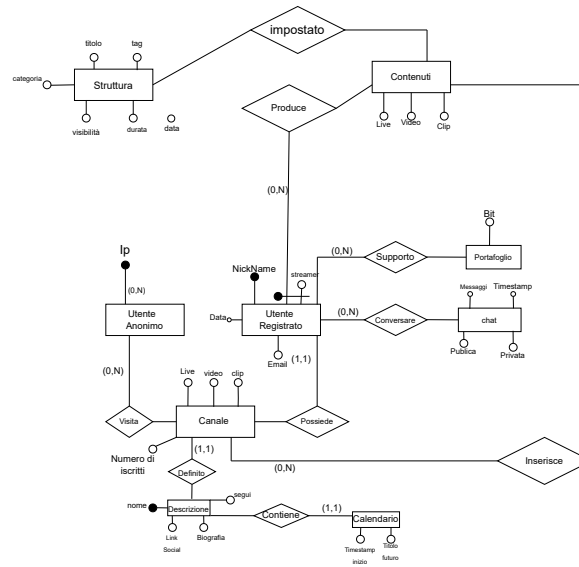 impostato
titolo
tag
categoria
Struttura
Contenuti
visibilità
durata
data
Produce
Live
Video
Clip
(0,N)
Bit
Ip
(0,N)
Supporto
Portafoglio
NickName
streamer
(0,N)
Messaggi
Timestamp
Utente
Anonimo
Data
Utente
Registrato
(0,N)
Conversare
chat
Email
(1,1)
Publica
Privata
(0,N)
Live
video
clip
Visita
Canale
Possiede
Numero di
iscritti
(1,1)
(0,N)
Inserisce
Definito
segui
nome
Descrizione
Contiene
(1,1)
Calendario
Link
Social
Biografia
Timestamp
inizio
Titolo
futuro